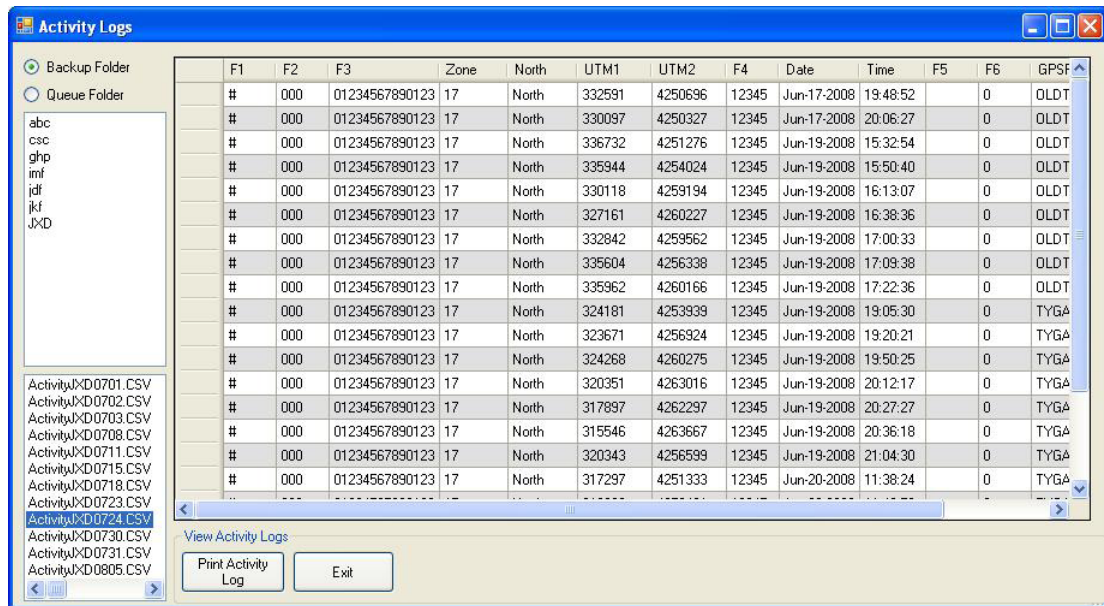 Activity Logs
Backup Folder
Queue Folder
abc
csc
ghp
imf
jdf
jkf
JXD
ActivityJXD0701.CSV
ActivityJXD0702.CSV
ActivityJXD0703.CSV
ActivityJXD0708.CSV
ActivityJXD0711.CSV
ActivityJXD0715.CSV
ActivityJXD0718.CSV
ActivityJXD0723.CSV
ActivityJXD0724.CSV
ActivityJXD0730.CSV
ActivityJXD0731.CSV
ActivityJXD0805.CSV
F1 F2 F3 Zone North UTM1 UTM2 F4 Date Time F5 F6 GPSF
# 000 01234567890123 17 North 332591 4250696 12345 Jun-17-2008 19:48:52 0 OLDT
# 000 01234567890123 17 North 330097 4250327 12345 Jun-17-2008 20:06:27 0 OLDT
# 000 01234567890123 17 North 336732 4251276 12345 Jun-19-2008 15:32:54 0 OLDT
# 000 01234567890123 17 North 335944 4254024 12345 Jun-19-2008 15:50:40 0 OLDT
# 000 01234567890123 17 North 330118 4259194 12345 Jun-19-2008 16:13:07 0 OLDT
# 000 01234567890123 17 North 327161 4260227 12345 Jun-19-2008 16:38:36 0 OLDT
# 000 01234567890123 17 North 332842 4259562 12345 Jun-19-2008 17:00:33 0 OLDT
# 000 01234567890123 17 North 335604 4256338 12345 Jun-19-2008 17:09:38 0 OLDT
# 000 01234567890123 17 North 335962 4260166 12345 Jun-19-2008 17:22:36 0 OLDT
# 000 01234567890123 17 North 324181 4253939 12345 Jun-19-2008 19:05:30 0 TYGA
# 000 01234567890123 17 North 323671 4256924 12345 Jun-19-2008 19:20:21 0 TYGA
# 000 01234567890123 17 North 324268 4260275 12345 Jun-19-2008 19:50:25 0 TYGA
# 000 01234567890123 17 North 320351 4263016 12345 Jun-19-2008 20:12:17 0 TYGA
# 000 01234567890123 17 North 317897 4262297 12345 Jun-19-2008 20:27:27 0 TYGA
# 000 01234567890123 17 North 315546 4263667 12345 Jun-19-2008 20:36:18 0 TYGA
# 000 01234567890123 17 North 320343 4256599 12345 Jun-19-2008 21:04:30 0 TYGA
# 000 01234567890123 17 North 317297 4251333 12345 Jun-20-2008 11:38:24 0 TYGA
View Activity Logs
Print Activity
Log
Exit